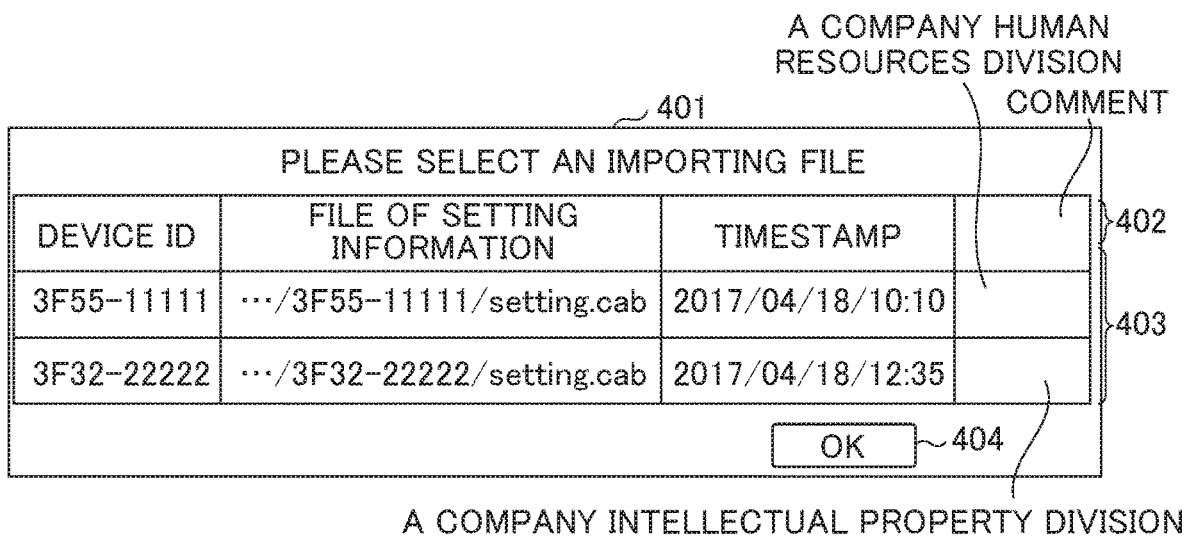 A COMPANY HUMAN
RESOURCES DIVISION
COMMENT
401
PLEASE SELECT AN IMPORTING FILE
DEVICE ID
FILE OF SETTING
INFORMATION
TIMESTAMP
402
3F55-11111
…/3F55-11111/setting.cab
2017/04/18/10:10
403
3F32-22222
…/3F32-22222/setting.cab
2017/04/18/12:35
OK
404
A COMPANY INTELLECTUAL PROPERTY DIVISION